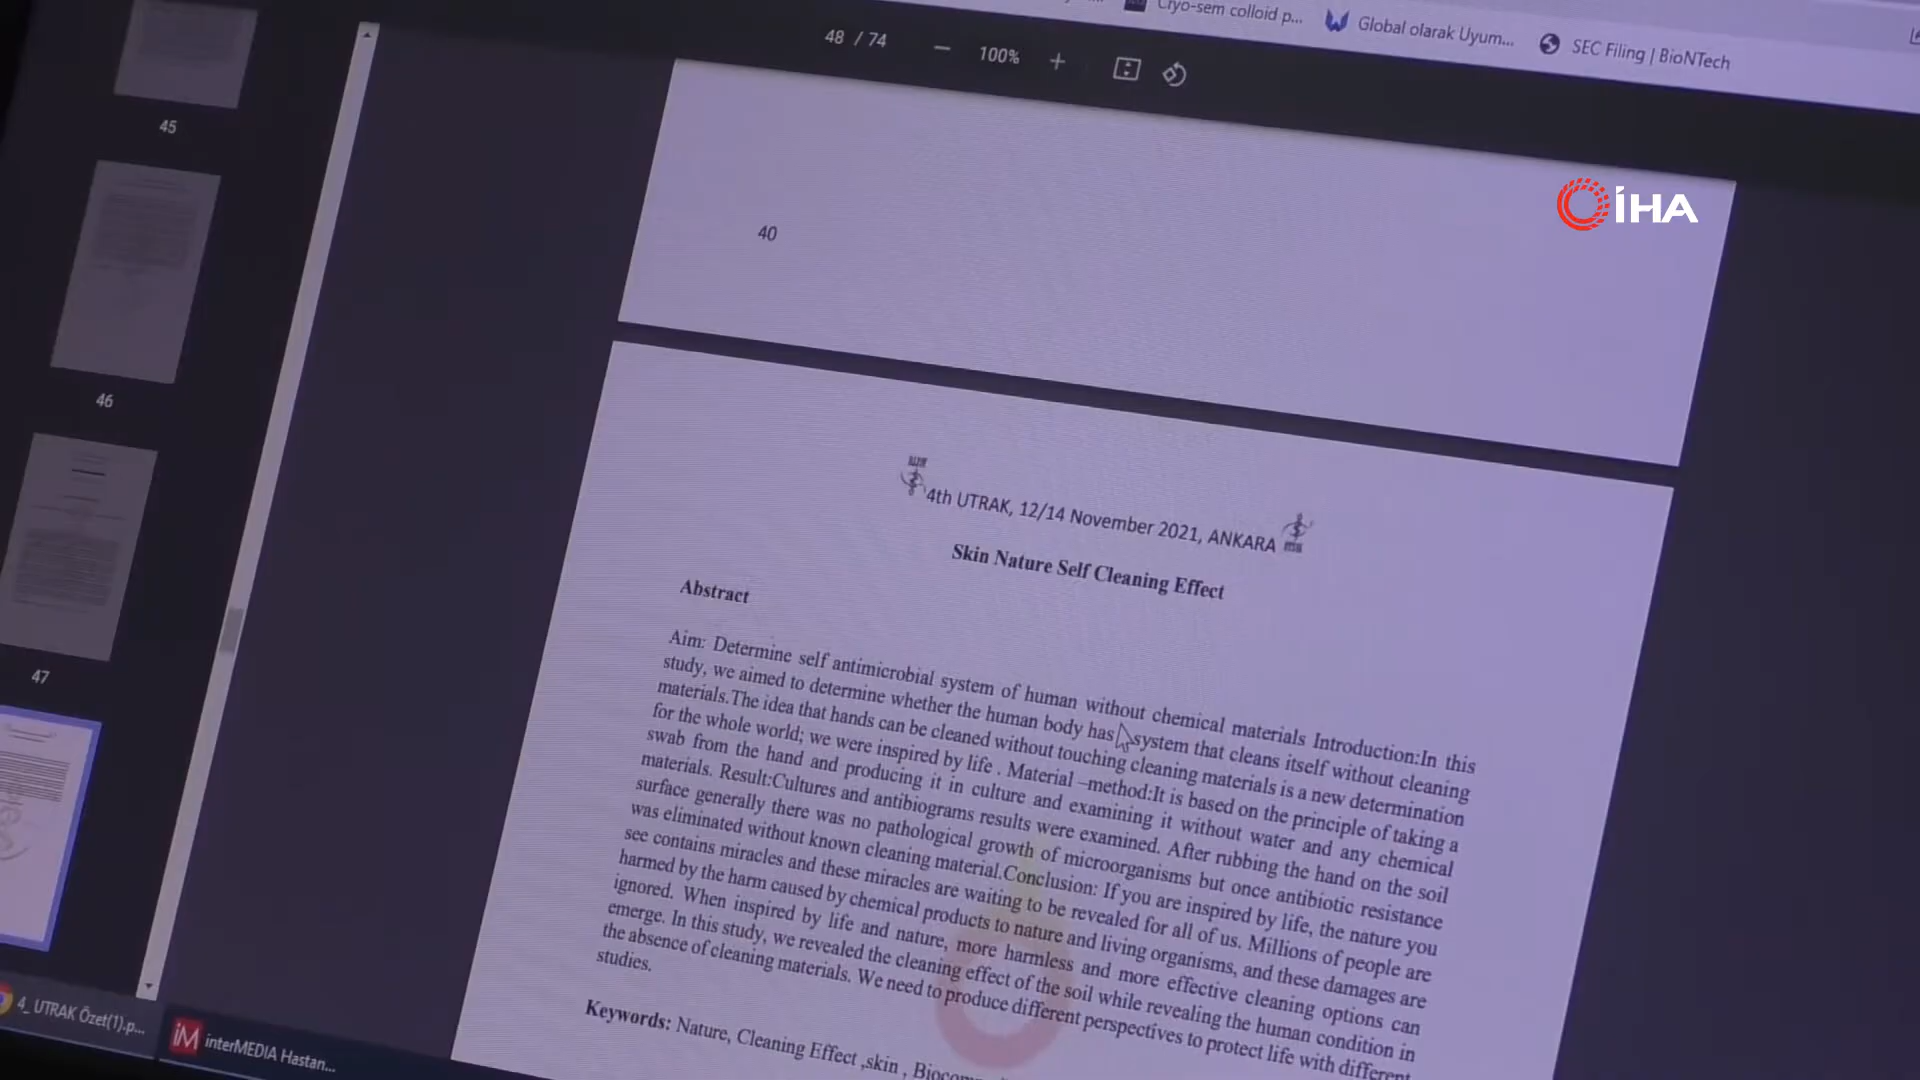 Cryo-sem colloid p...
Global olarak Uyum...
SEC Filing | BioNTech
48 / 74
100%
45
46
47
40
İHA
4th UTRAK, 12/14 November 2021, ANKARA
Skin Nature Self Cleaning Effect
Abstract
Aim: Determine self antimicrobial system of human without chemical materials Introduction:In this
study, we aimed to determine whether the human body has system that cleans itself without cleaning
materials.The idea that hands can be cleaned without touching cleaning materials is a new determination
for the whole world; we were inspired by life . Material –method:It is based on the principle of taking a
swab from the hand and producing it in culture and examining it without water and any chemical
materials. Result:Cultures and antibiograms results were examined. After rubbing the hand on the soil
surface generally there was no pathological growth of microorganisms but once antibiotic resistance
was eliminated without known cleaning material.Conclusion: If you are inspired by life, the nature you
see contains miracles and these miracles are waiting to be revealed for all of us. Millions of people are
harmed by the harm caused by chemical products to nature and living organisms, and these damages are
ignored. When inspired by life and nature, more harmless and more effective cleaning options can
emerge. In this study, we revealed the cleaning effect of the soil while revealing the human condition in
the absence of cleaning materials. We need to produce different perspectives to protect life with different
studies.
Keywords: Nature, Cleaning Effect ,skin ,
4_ UTRAK Özet(1).p...
iM interMEDIA Hastan...